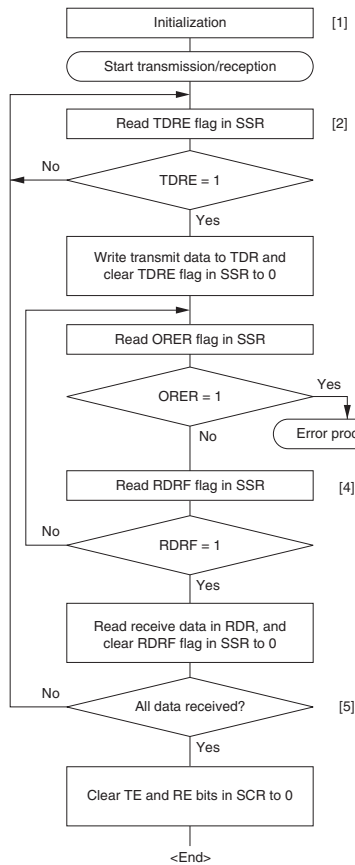 Initialization [1]
Start transmission/reception
Read TDRE flag in SSR [2]
No
TDRE = 1
Yes
Write transmit data to TDR and
clear TDRE flag in SSR to 0
Read ORER flag in SSR
Yes
ORER = 1
Error
No
Read RDRF flag in SSR [4]
No
RDRF = 1
Yes
Read receive data in RDR, and
clear RDRF flag in SSR to 0
No
All data received? [5]
Yes
Clear TE and RE bits in SCR to 0
<End>